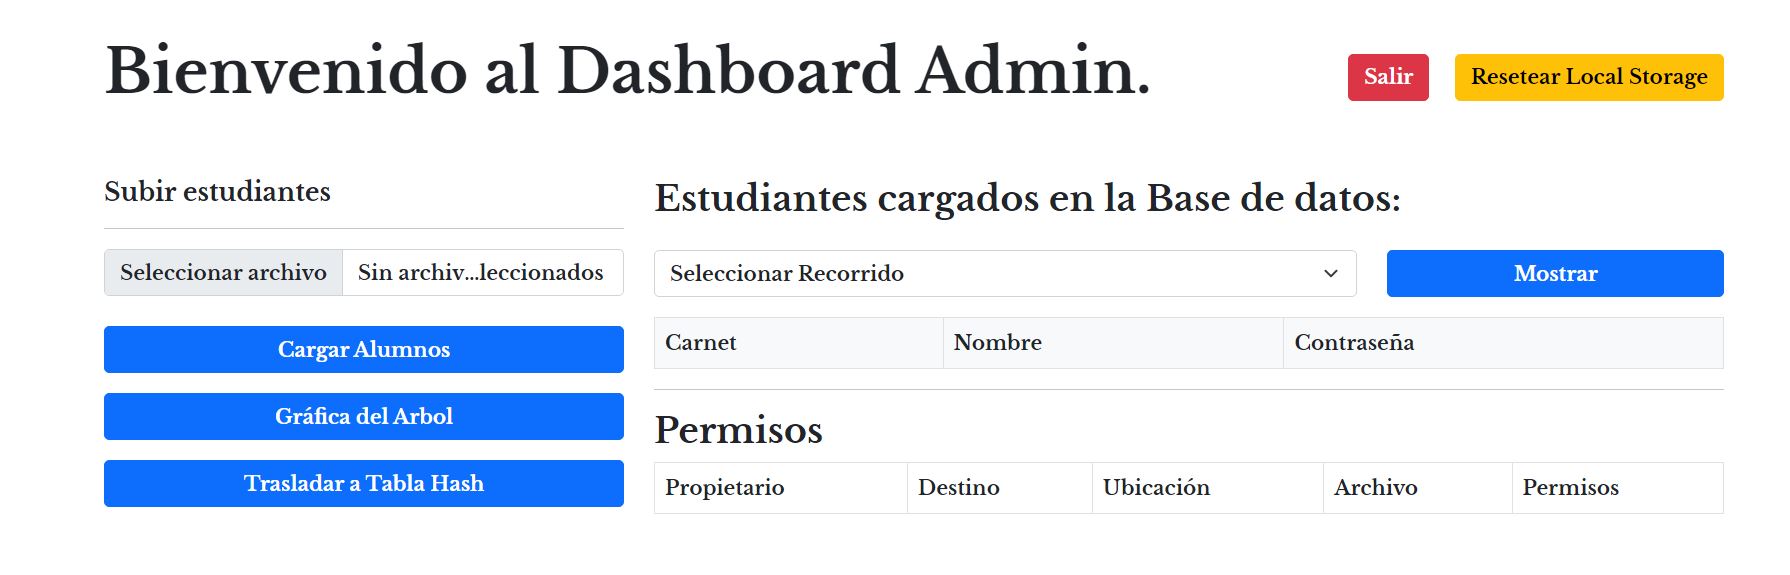 Bienvenido al Dashboard Admin.
Salir
Resetear Local Storage
Subir estudiantes
Seleccionar archivo
Sin archiv...leccionados
Cargar Alumnos
Gráfica del Arbol
Trasladar a Tabla Hash
Estudiantes cargados en la Base de datos:
Seleccionar Recorrido
Mostrar
Carnet
Nombre
Contraseña
Permisos
Propietario
Destino
Ubicación
Archivo
Permisos